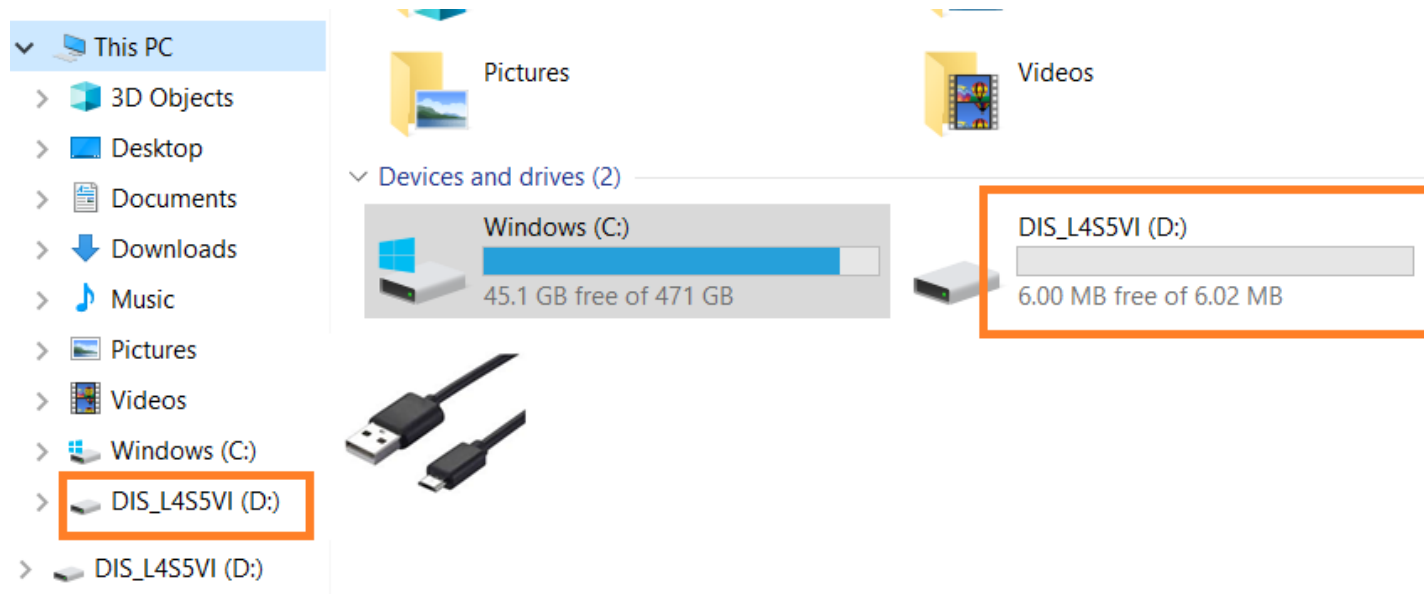 This PC
3D Objects
Desktop
Documents
Downloads
Music
Pictures
Videos
Windows (C:)
DIS_L4S5VI (D:)
DIS_L4S5VI (D:)
Pictures
Videos
Devices and drives (2)
Windows (C:)
45.1 GB free of 471 GB
DIS_L4S5VI (D:)
6.00 MB free of 6.02 MB